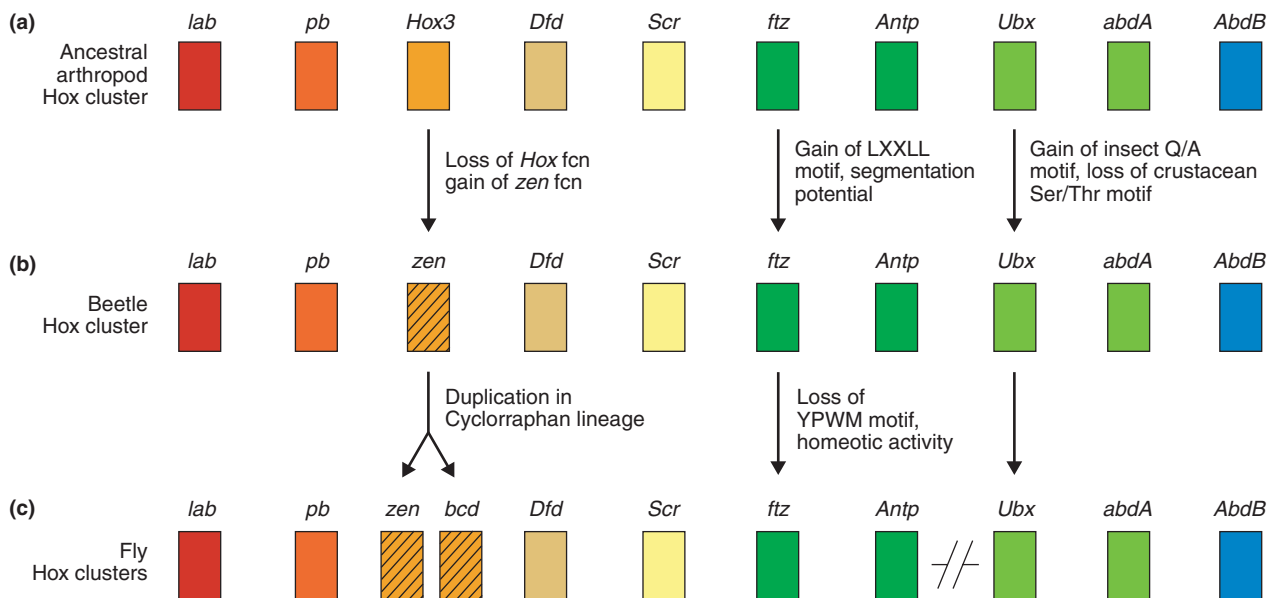 (a)
lab pb Hox3 Dfd Scr ftz Antp Ubx abdA AbdB
Ancestral
arthropod
Hox cluster
Loss of Hox fcn
gain of zen fcn
Gain of LXXLL
motif, segmentation
potential
Gain of insect Q/A
motif, loss of crustacean
Ser/Thr motif
(b)
lab pb zen Dfd Scr ftz Antp Ubx abdA AbdB
Beetle
Hox cluster
Duplication in
Cyclorraphan lineage
Loss of
YPWM motif,
homeotic activity
(c)
lab pb zen bcd Dfd Scr ftz Antp Ubx abdA AbdB
Fly
Hox clusters